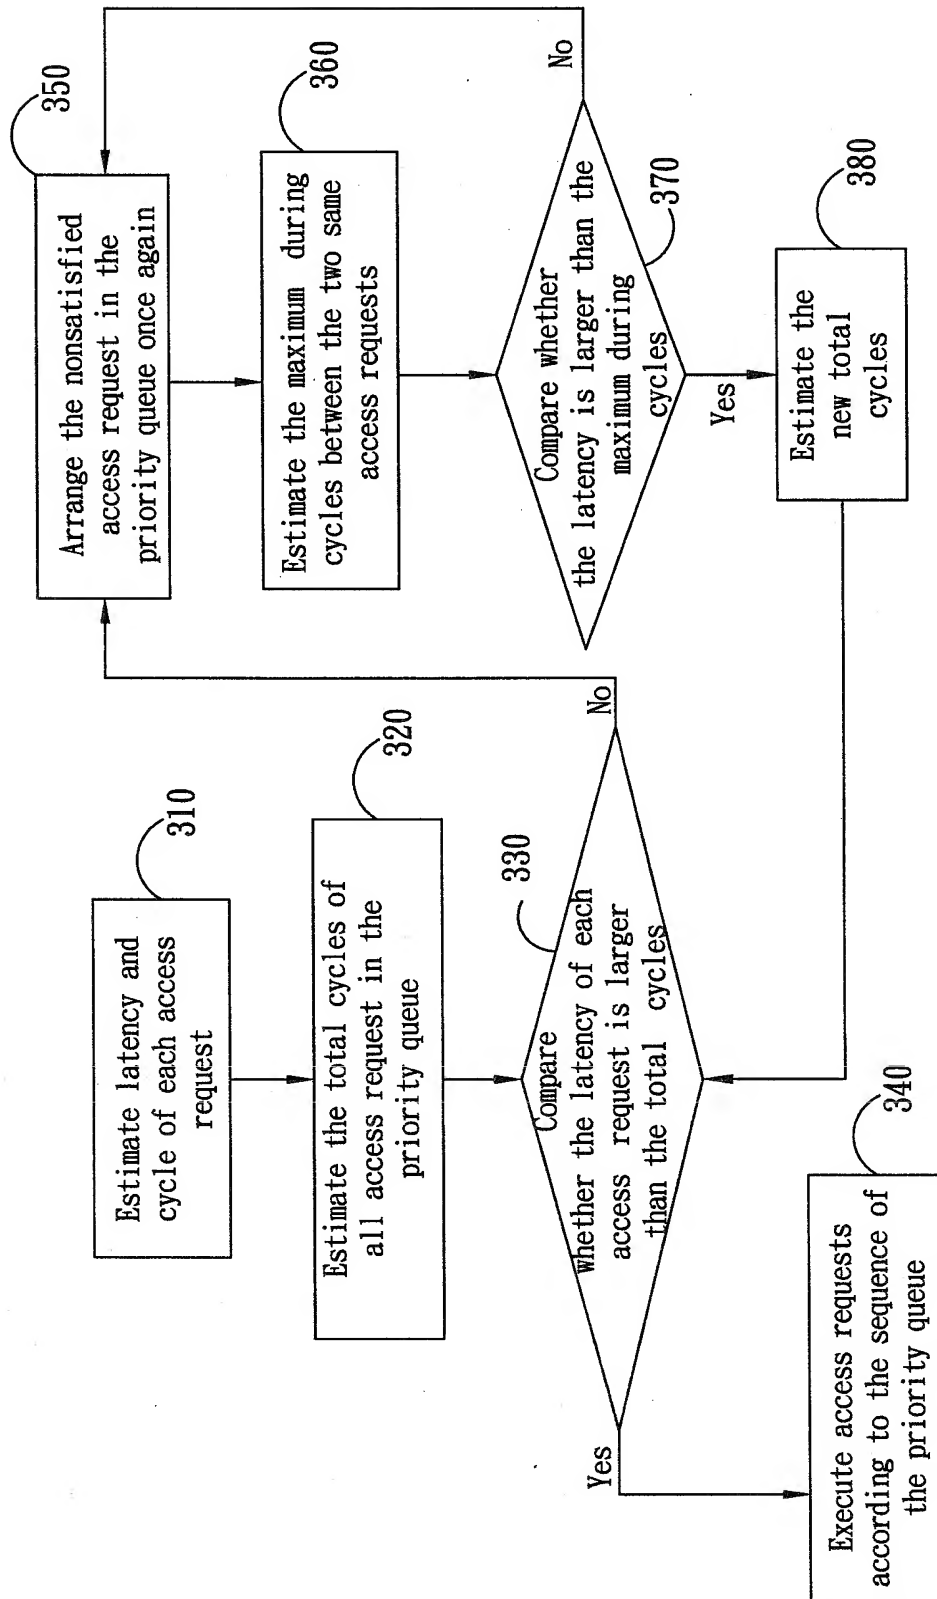 310
Estimate latency and
cycle of each access
request
320
Estimate the total cycles of
all access request in the
priority queue
330
Compare
whether the latency of each
access request is larger
than the total cycles
Yes
No
340
Execute access requests
according to the sequence of
the priority queue
350
Arrange the nonsatisfied
access request in the
priority queue once again
360
Estimate the maximum during
cycles between the two same
access requests
Compare whether
the latency is larger than the
maximum during
cycles
370
No
Yes
380
Estimate the
new total
cycles